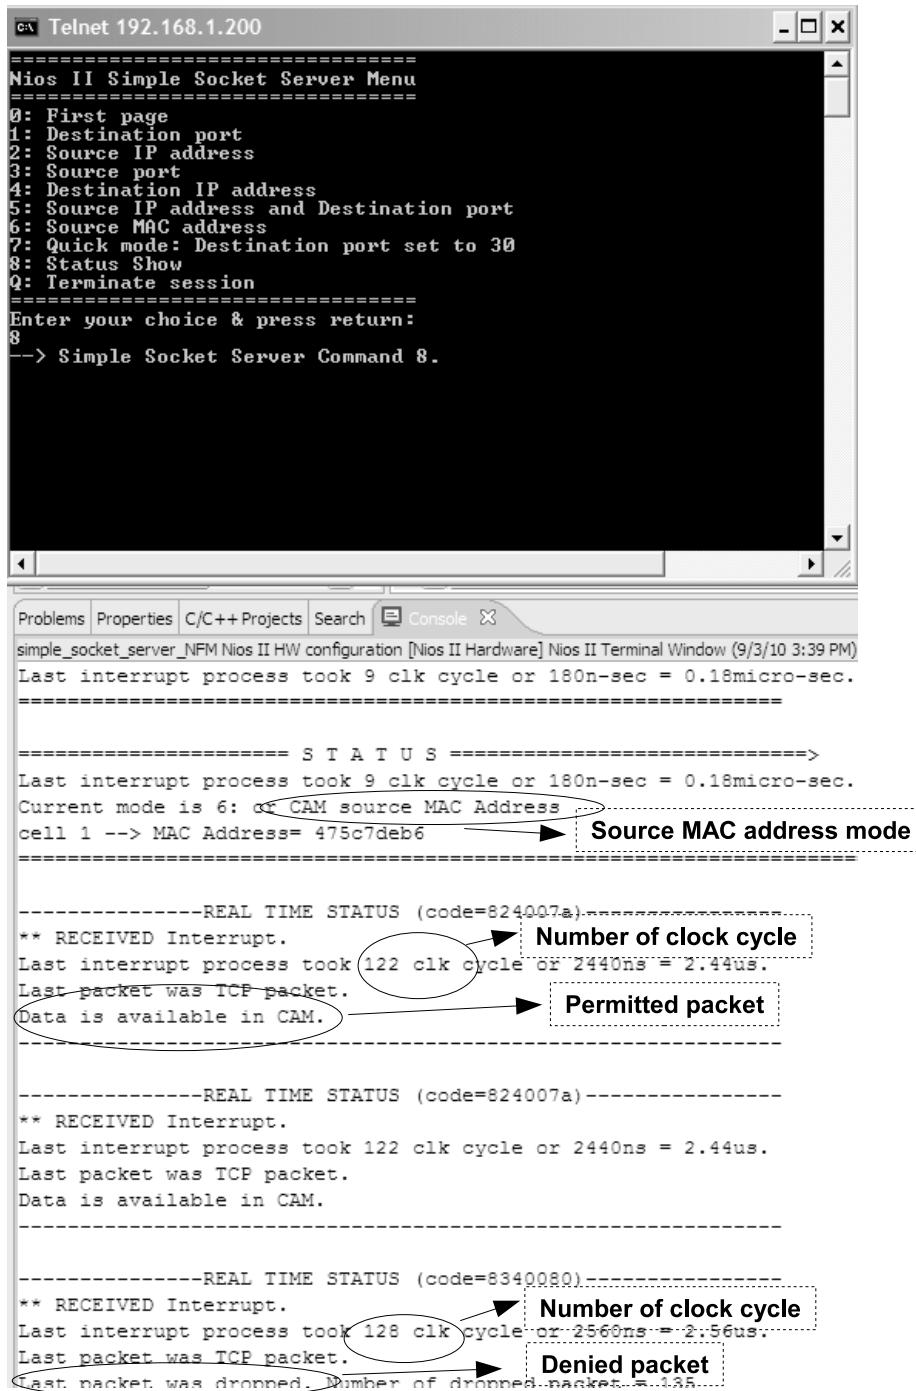 Telnet 192.168.1.200
=================================
Nios II Simple Socket Server Menu
=================================
0: First page
1: Destination port
2: Source IP address
3: Source port
4: Destination IP address
5: Source IP address and Destination port
6: Source MAC address
7: Quick mode: Destination port set to 30
8: Status Show
Q: Terminate session
=================================
Enter your choice & press return:
8
--> Simple Socket Server Command 8.
Problems Properties C/C++ Projects Search Console
simple_socket_server_NFM Nios II HW configuration [Nios II Hardware] Nios II Terminal Window (9/3/10 3:39 PM)
Last interrupt process took 9 clk cycle or 180n-sec = 0.18micro-sec.
==============================================================
====================== S T A T U S =============================>
Last interrupt process took 9 clk cycle or 180n-sec = 0.18micro-sec.
Current mode is 6: or CAM source MAC Address
cell 1 --> MAC Address= 475c7deb6
Source MAC address mode
====================================================================
---------------REAL TIME STATUS (code=824007a)----------------
** RECEIVED Interrupt.
Number of clock cycle
Last interrupt process took 122 clk cycle or 2440ns = 2.44us.
Last packet was TCP packet.
Permitted packet
Data is available in CAM.
--------------------------------------------------------------
---------------REAL TIME STATUS (code=824007a)----------------
** RECEIVED Interrupt.
Last interrupt process took 122 clk cycle or 2440ns = 2.44us.
Last packet was TCP packet.
Data is available in CAM.
--------------------------------------------------------------
---------------REAL TIME STATUS (code=8340080)----------------
** RECEIVED Interrupt.
Number of clock cycle
Last interrupt process took 128 clk cycle or 2560ns = 2.56us.
Last packet was TCP packet.
Denied packet
Last packet was dropped. Number of dropped packet = 135